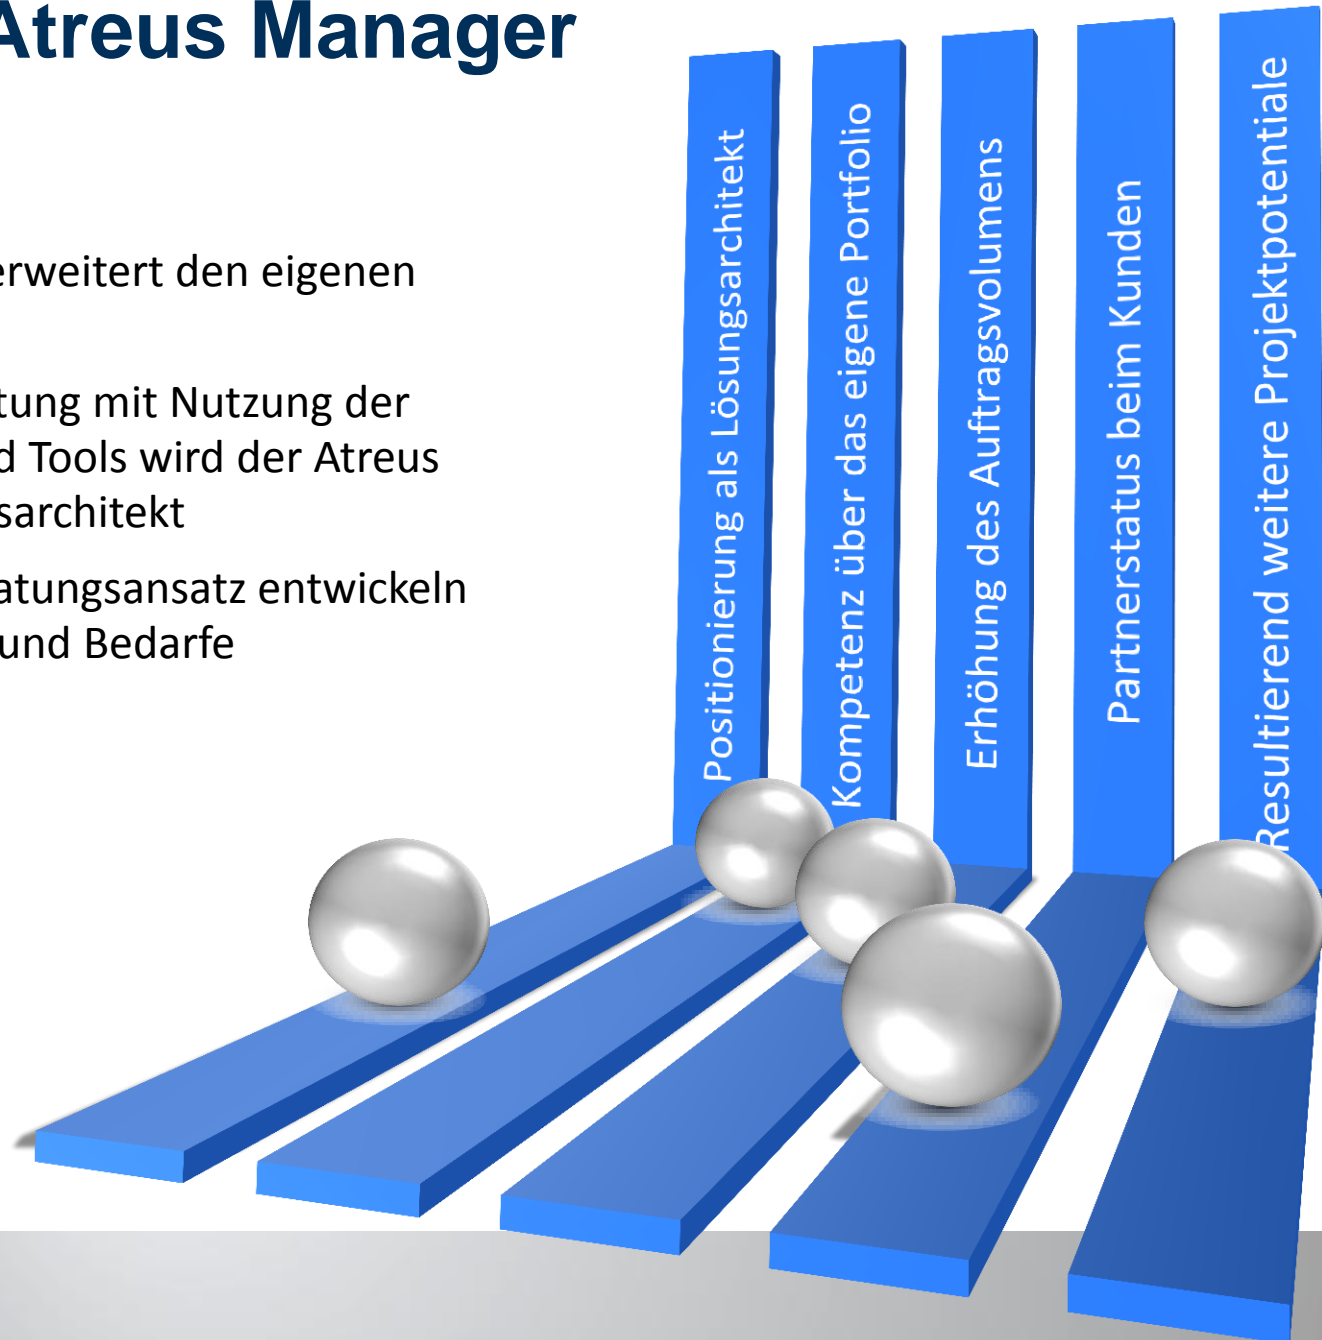 Atreus Manager
erweitert den eigenen
tung mit Nutzung der
d Tools wird der Atreus
sarchitekt
atungsansatz entwickeln
und Bedarfe
Positionierung als Lösungsarchitekt
Kompetenz über das eigene Portfolio
Erhöhung des Auftragsvolumens
Partnerstatus beim Kunden
Resultierend weitere Projektpotentiale